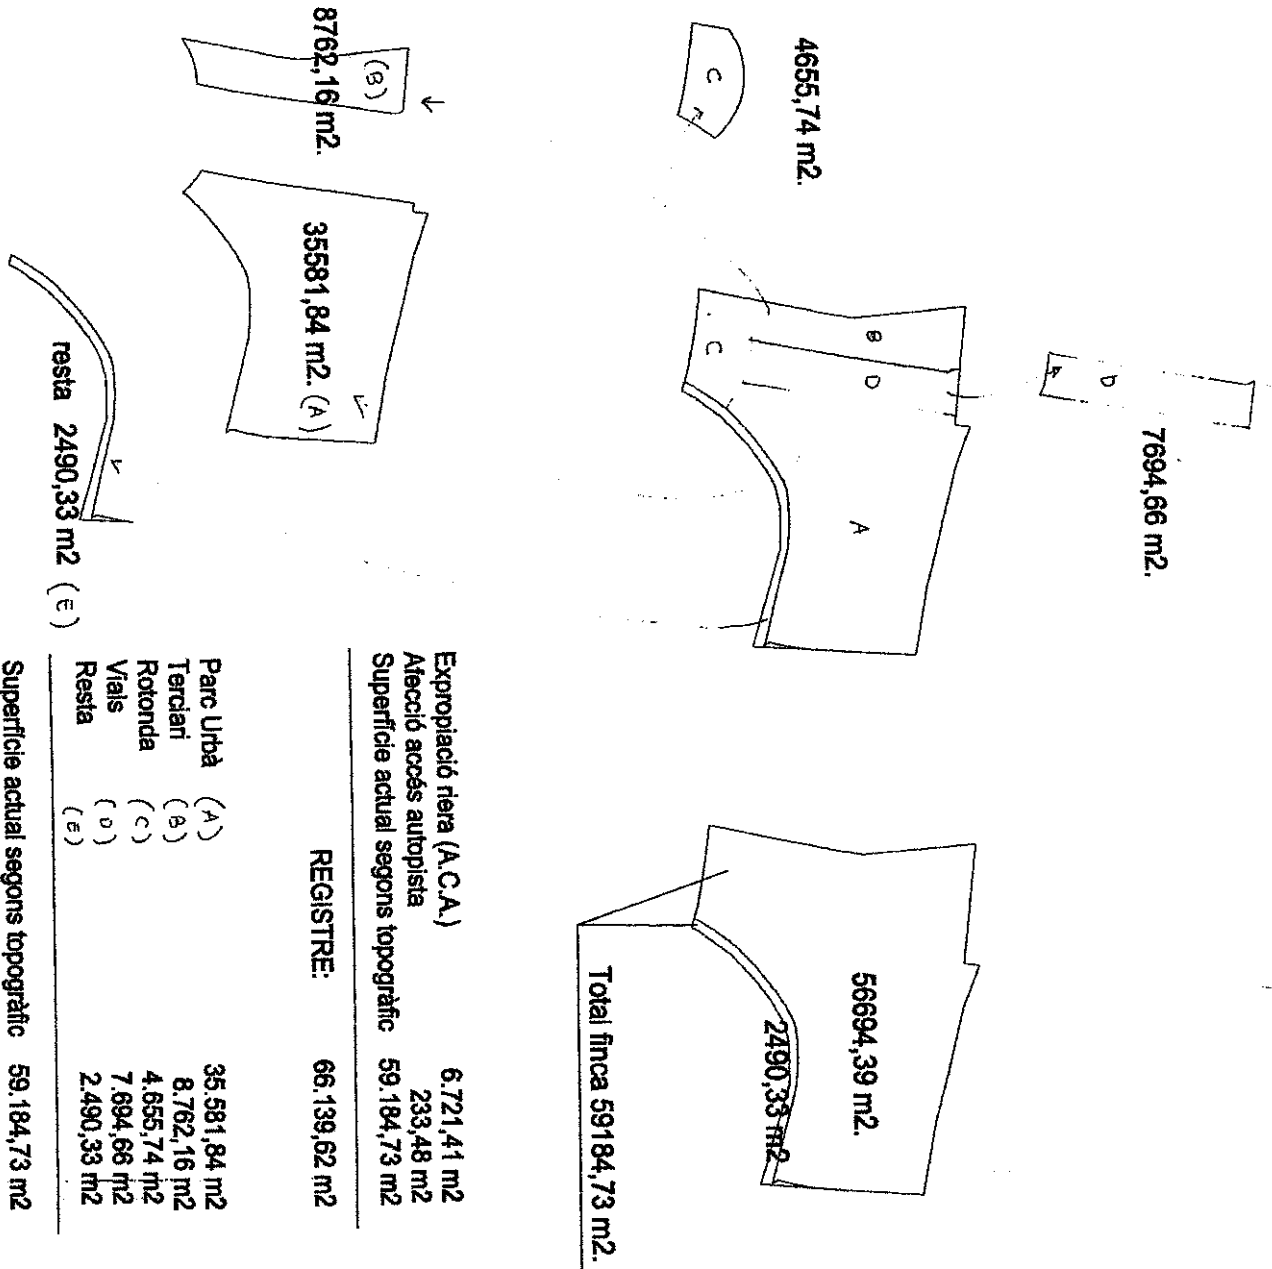 7694,66 m2.
D
4655,74 m2.
C
B
D
C
A
56694,39 m2.
2490,33 m2
Total finca 59184,73 m2.
8762,16 m2.
(B)
35581,84 m2. (A)
resta 2490,33 m2 (E)
Expropiació riera (A.C.A.) 6.721,41 m2
Afecció accés autopista 233,48 m2
Superfície actual segons topogràfic 59.184,73 m2
REGISTRE: 66.139,62 m2
Parc Urbà (A) 35.581,84 m2
Terciari (B) 8.762,16 m2
Rotonda (C) 4.655,74 m2
Vials (D) 7.694,66 m2
Resta (E) 2.490,33 m2
Superfície actual segons topogràfic 59.184,73 m2